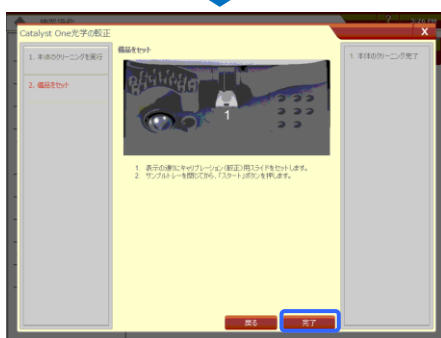 5:26 PM
Catalyst One光学の較正
X
1. 本体のクリーニングを実行
2. 備品をセット
備品をセット
1
1. 表示の通りにキャリブレーション(較正)用スライドをセットします。
2. サンプルトレーを閉じてから、「スタート」ボタンを押します。
1. 本体のクリーニング完了
戻る
完了